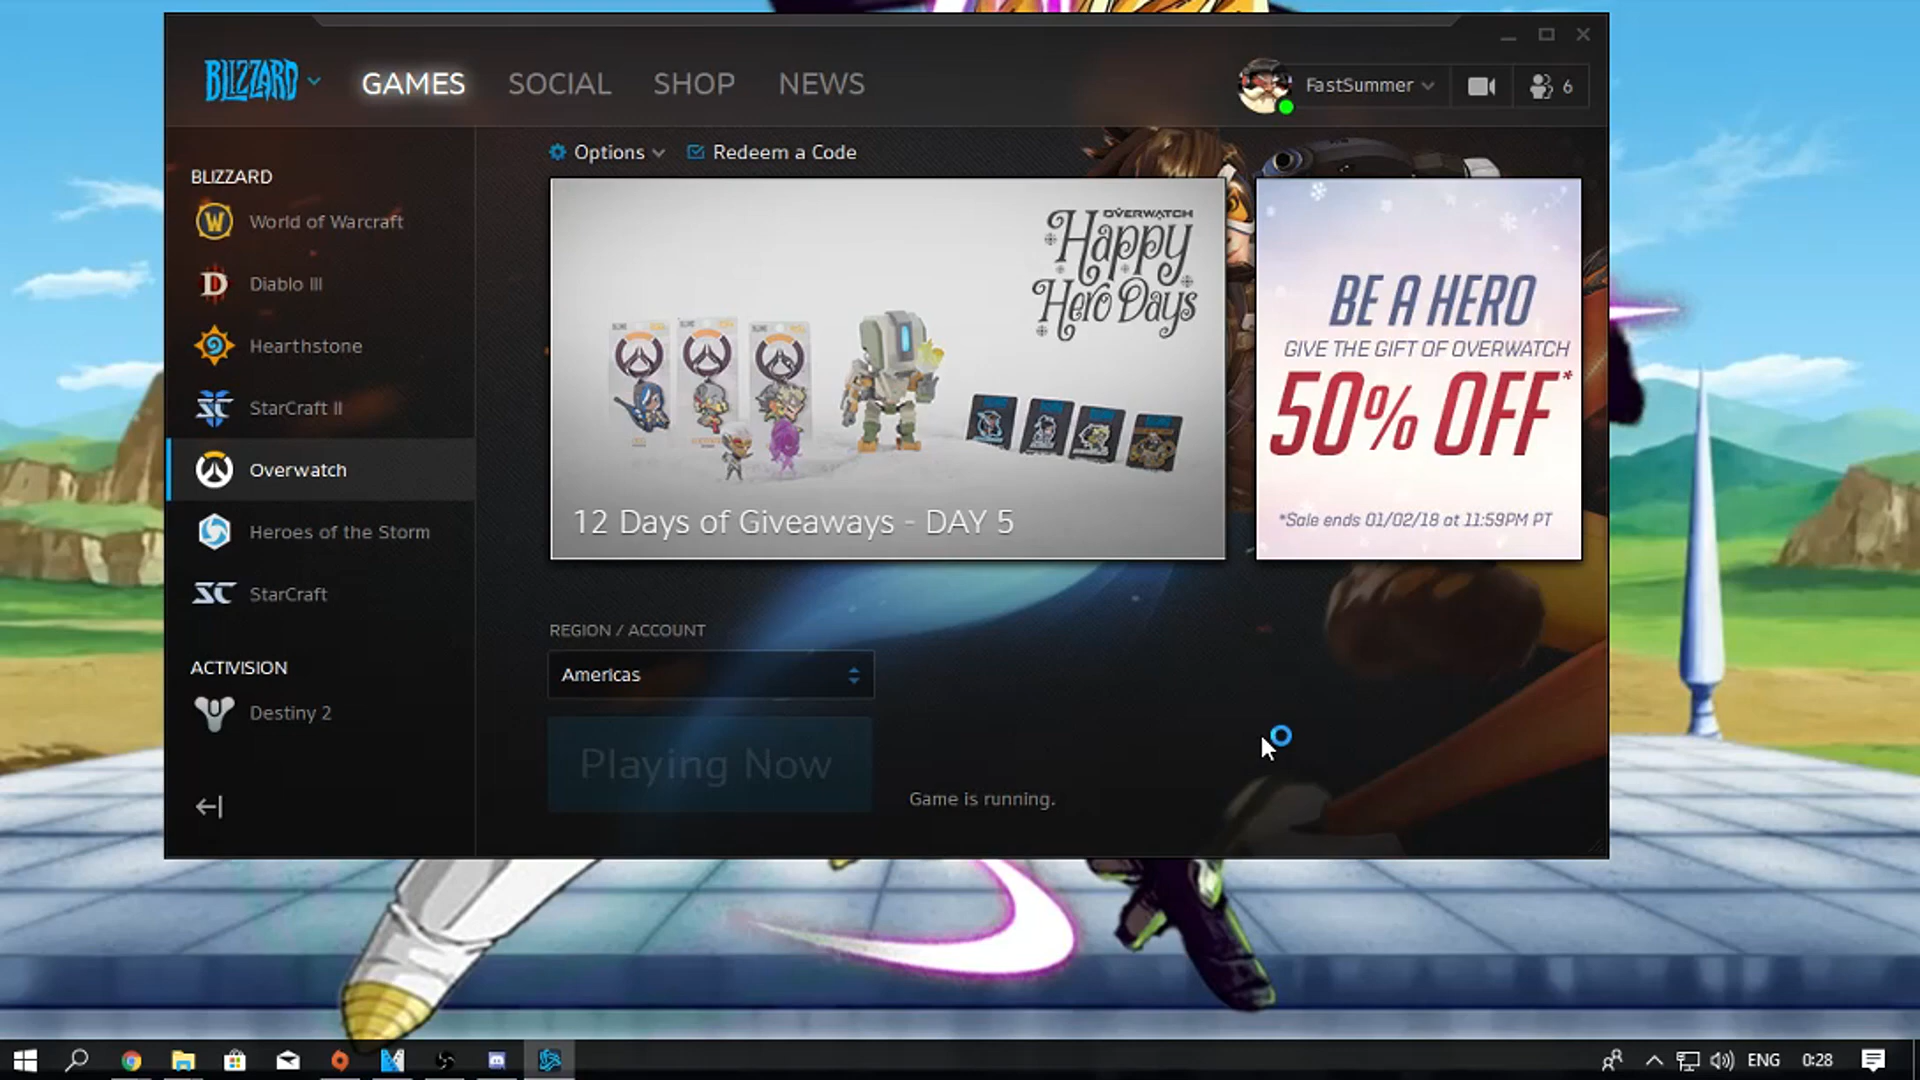 BLIZZARD
GAMES
SOCIAL
SHOP
NEWS
FastSummer
6
BLIZZARD
World of Warcraft
Diablo III
Hearthstone
StarCraft II
Overwatch
Heroes of the Storm
StarCraft
ACTIVISION
Destiny 2
Options
Redeem a Code
OVERWATCH
Happy
Hero Days
12 Days of Giveaways - DAY 5
BE A HERO
GIVE THE GIFT OF OVERWATCH
50% OFF*
*Sale ends 01/02/18 at 11:59PM PT
REGION / ACCOUNT
Americas
Playing Now
Game is running.
ENG
0:28